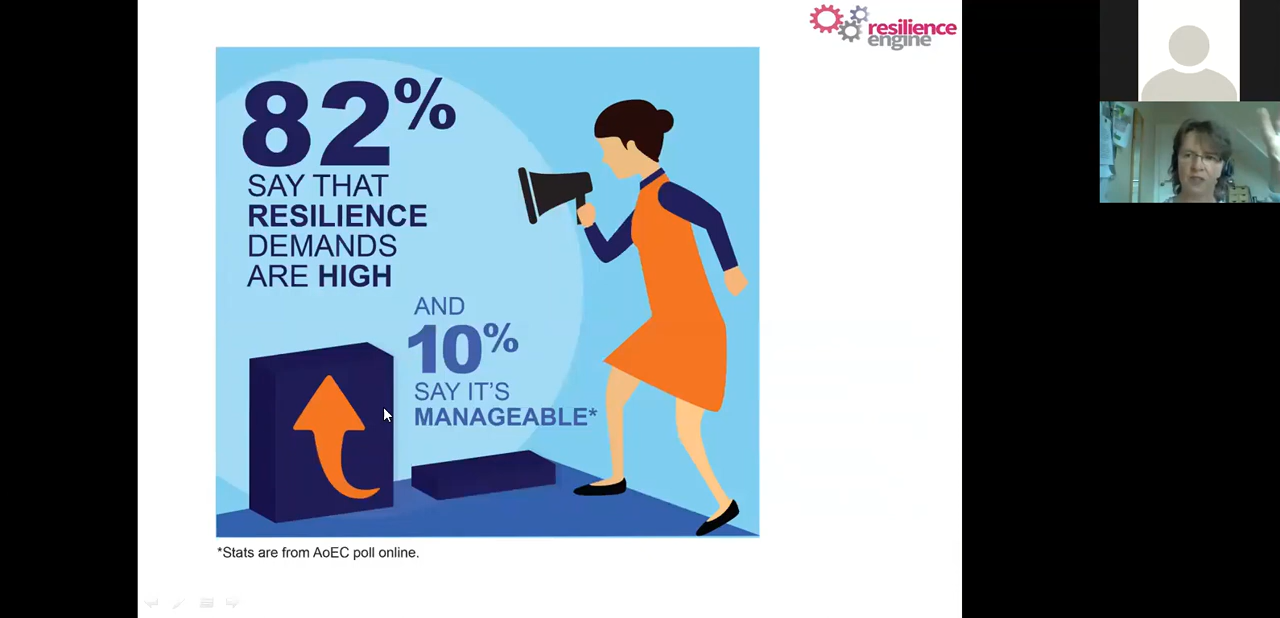 resilience
engine
82%
SAY THAT
RESILIENCE
DEMANDS
ARE HIGH
AND
10%
SAY IT'S
MANAGEABLE*
*Stats are from AoEC poll online.